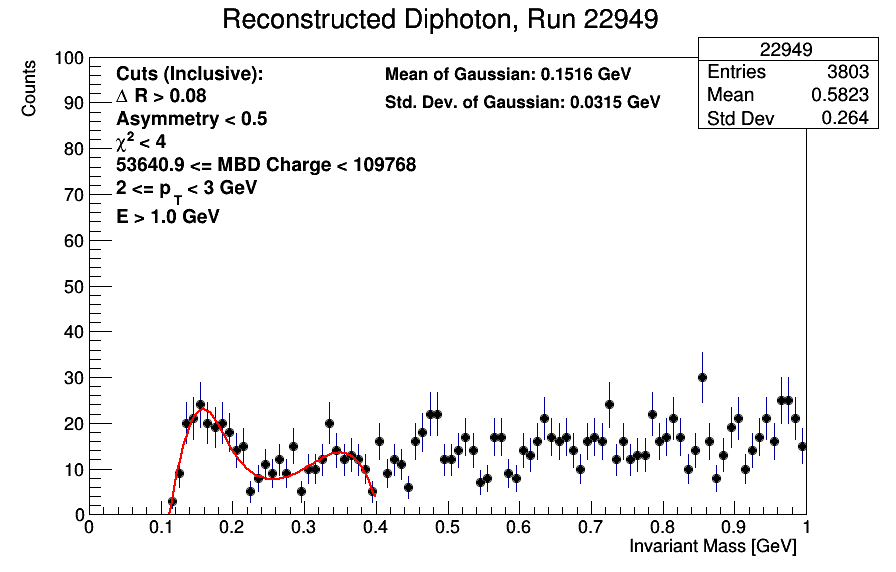 Reconstructed Diphoton, Run 22949
22949
Entries 3803
Mean 0.5823
Std Dev 0.264
Cuts (Inclusive):
Δ R > 0.08
Asymmetry < 0.5
χ² < 4
53640.9 <= MBD Charge < 109768
2 <= p_T < 3 GeV
E > 1.0 GeV
Mean of Gaussian: 0.1516 GeV
Std. Dev. of Gaussian: 0.0315 GeV
Counts
100
90
80
70
60
50
40
30
20
10
0
0 0.1 0.2 0.3 0.4 0.5 0.6 0.7 0.8 0.9 1
Invariant Mass [GeV]